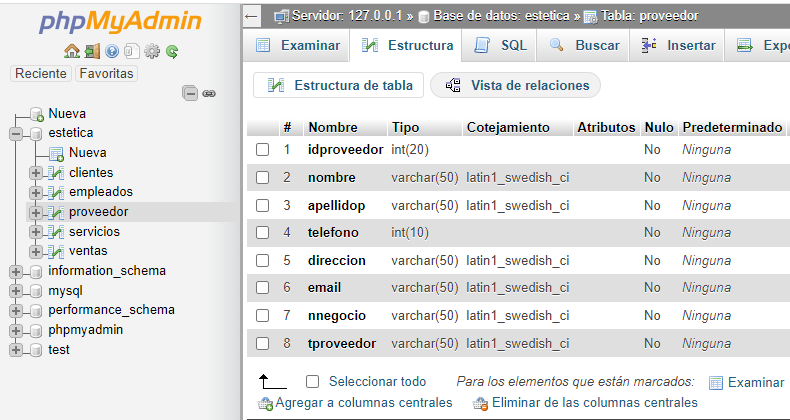 phpMyAdmin
Reciente Favoritas
Nueva
estetica
Nueva
clientes
empleados
proveedor
servicios
ventas
information_schema
mysql
performance_schema
phpmyadmin
test
Servidor: 127.0.0.1 » Base de datos: estetica » Tabla: proveedor
Examinar Estructura SQL Buscar Insertar Expo
Estructura de tabla Vista de relaciones
# Nombre Tipo Cotejamiento Atributos Nulo Predeterminado
1 idproveedor int(20) No Ninguna
2 nombre varchar(50) latin1_swedish_ci No Ninguna
3 apellidop varchar(50) latin1_swedish_ci No Ninguna
4 telefono int(10) No Ninguna
5 direccion varchar(50) latin1_swedish_ci No Ninguna
6 email varchar(50) latin1_swedish_ci No Ninguna
7 nnegocio varchar(50) latin1_swedish_ci No Ninguna
8 tproveedor varchar(50) latin1_swedish_ci No Ninguna
Seleccionar todo Para los elementos que están marcados: Examinar
Agregar a columnas centrales Eliminar de las columnas centrales